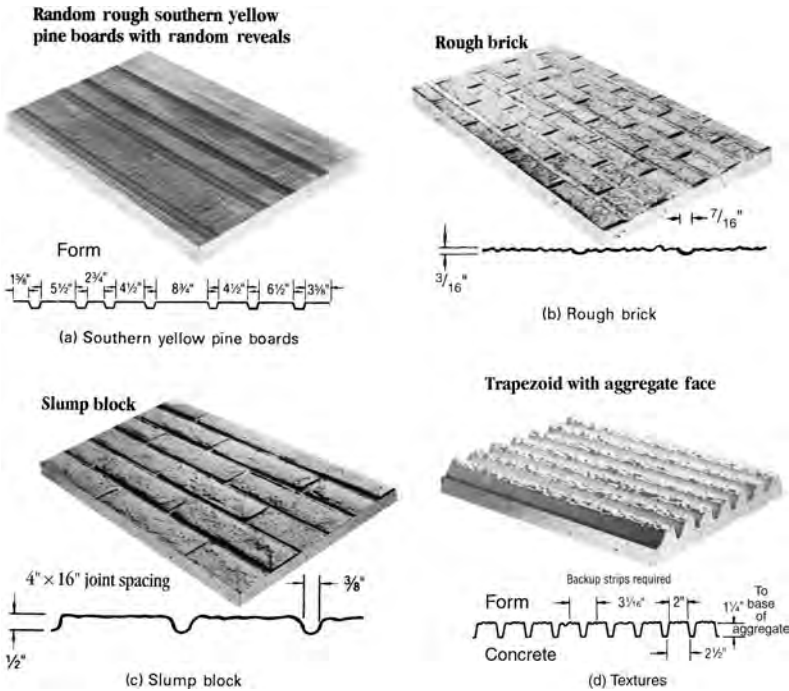 Random rough southern yellow
pine boards with random reveals
Form
1⅝" 5½" 2¾" 4½" 8¾" 4½" 6½" 3⅜"
(a) Southern yellow pine boards
Rough brick
7/16"
3/16"
(b) Rough brick
Slump block
4" × 16" joint spacing
⅜"
½"
(c) Slump block
Trapezoid with aggregate face
Backup strips required
Form
3 1/16" 2"
1¼"
To
base
of
aggregate
Concrete
2½"
(d) Textures